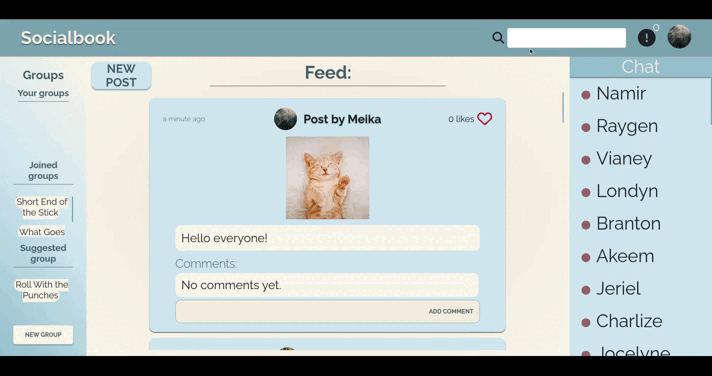 Socialbook
!
0
Groups
Your groups
Joined
groups
Short End of
the Stick
What Goes
Suggested
group
Roll With the
Punches
NEW GROUP
NEW
POST
Feed:
a minute ago
Post by Meika
0 likes
Hello everyone!
Comments:
No comments yet.
ADD COMMENT
Chat
Namir
Raygen
Vianey
Londyn
Branton
Akeem
Jeriel
Charlize
Jocelyne